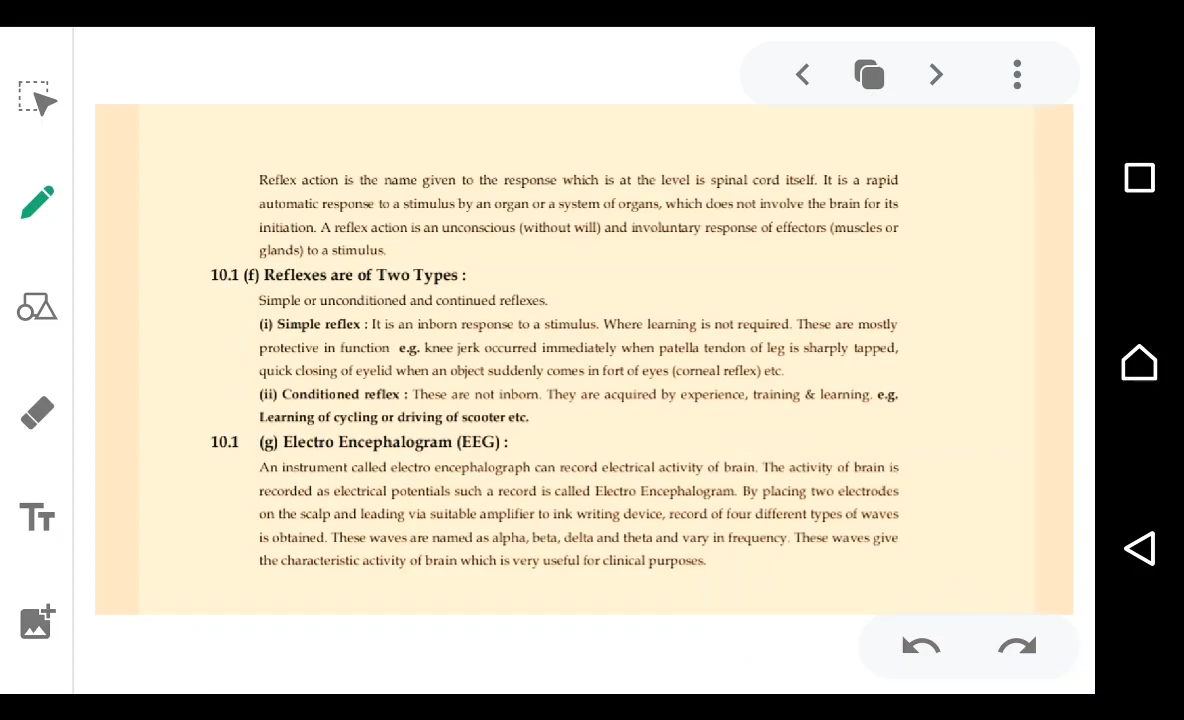 Reflex action is the name given to the response which is at the level is spinal cord itself. It is a rapid
automatic response to a stimulus by an organ or a system of organs, which does not involve the brain for its
initiation. A reflex action is an unconscious (without will) and involuntary response of effectors (muscles or
glands) to a stimulus.
10.1 (f) Reflexes are of Two Types :
Simple or unconditioned and continued reflexes.
(i) Simple reflex : It is an inborn response to a stimulus. Where learning is not required. These are mostly
protective in function e.g. knee jerk occurred immediately when patella tendon of leg is sharply tapped,
quick closing of eyelid when an object suddenly comes in fort of eyes (corneal reflex) etc.
(ii) Conditioned reflex : These are not inborn. They are acquired by experience, training & learning. e.g.
Learning of cycling or driving of scooter etc.
10.1 (g) Electro Encephalogram (EEG) :
An instrument called electro encephalograph can record electrical activity of brain. The activity of brain is
recorded as electrical potentials such a record is called Electro Encephalogram. By placing two electrodes
on the scalp and leading via suitable amplifier to ink writing device, record of four different types of waves
is obtained. These waves are named as alpha, beta, delta and theta and vary in frequency. These waves give
the characteristic activity of brain which is very useful for clinical purposes.
TT